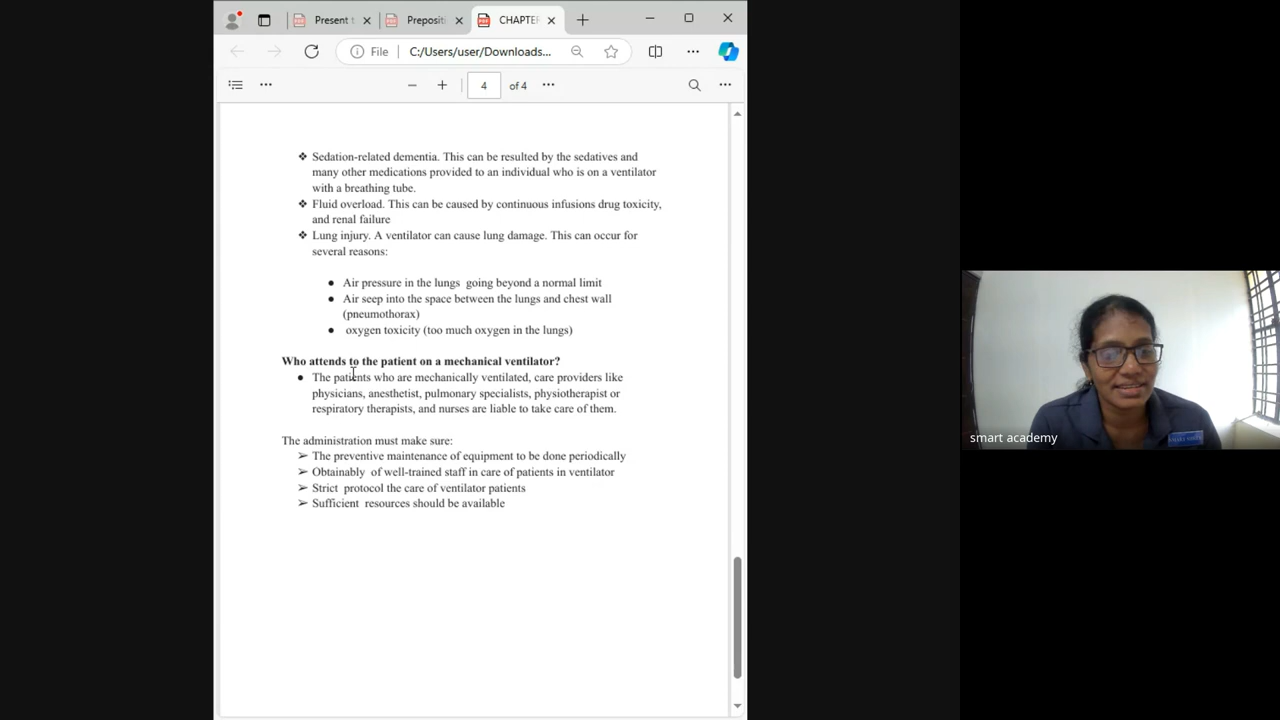 Present t
Prepositi
CHAPTER
File
C:/Users/user/Downloads...
4
of 4
❖ Sedation-related dementia. This can be resulted by the sedatives and
many other medications provided to an individual who is on a ventilator
with a breathing tube.
❖ Fluid overload. This can be caused by continuous infusions drug toxicity,
and renal failure
❖ Lung injury. A ventilator can cause lung damage. This can occur for
several reasons:
● Air pressure in the lungs  going beyond a normal limit
● Air seep into the space between the lungs and chest wall
(pneumothorax)
● oxygen toxicity (too much oxygen in the lungs)
Who attends to the patient on a mechanical ventilator?
● The patients who are mechanically ventilated, care providers like
physicians, anesthetist, pulmonary specialists, physiotherapist or
respiratory therapists, and nurses are liable to take care of them.
The administration must make sure:
➢ The preventive maintenance of equipment to be done periodically
➢ Obtainably  of well-trained staff in care of patients in ventilator
➢ Strict  protocol the care of ventilator patients
➢ Sufficient  resources should be available
smart academy